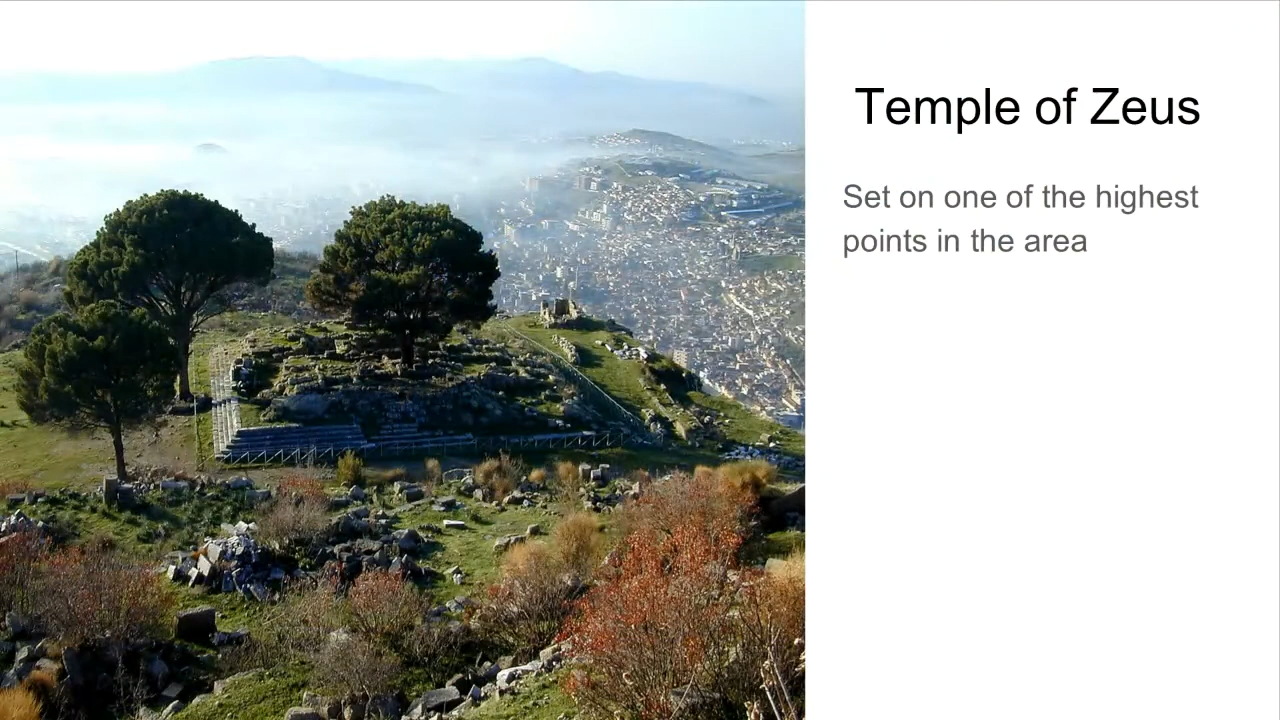 Temple of Zeus
Set on one of the highest
points in the area